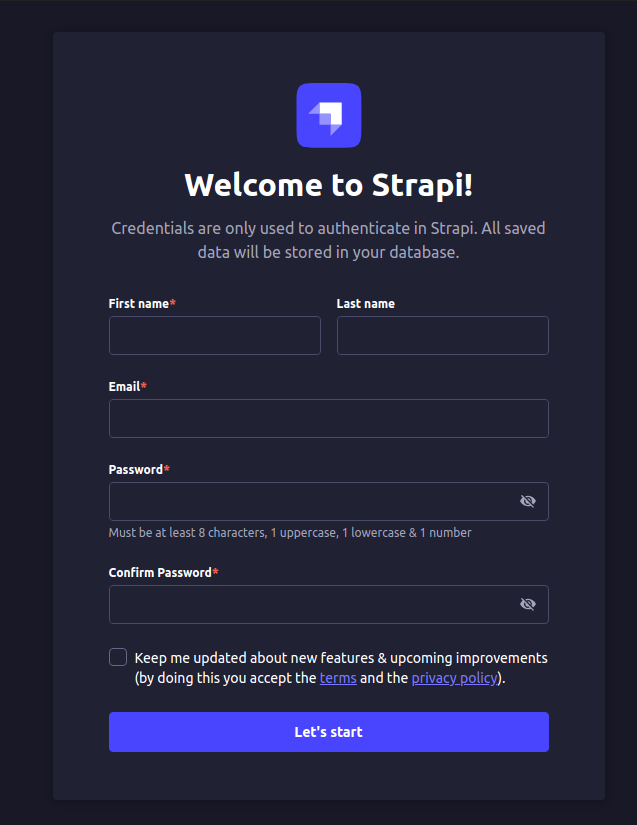 Welcome to Strapi!
Credentials are only used to authenticate in Strapi. All saved
data will be stored in your database.
First name* Last name
Email*
Password*
Must be at least 8 characters, 1 uppercase, 1 lowercase & 1 number
Confirm Password*
Keep me updated about new features & upcoming improvements
(by doing this you accept the terms and the privacy policy).
Let's start